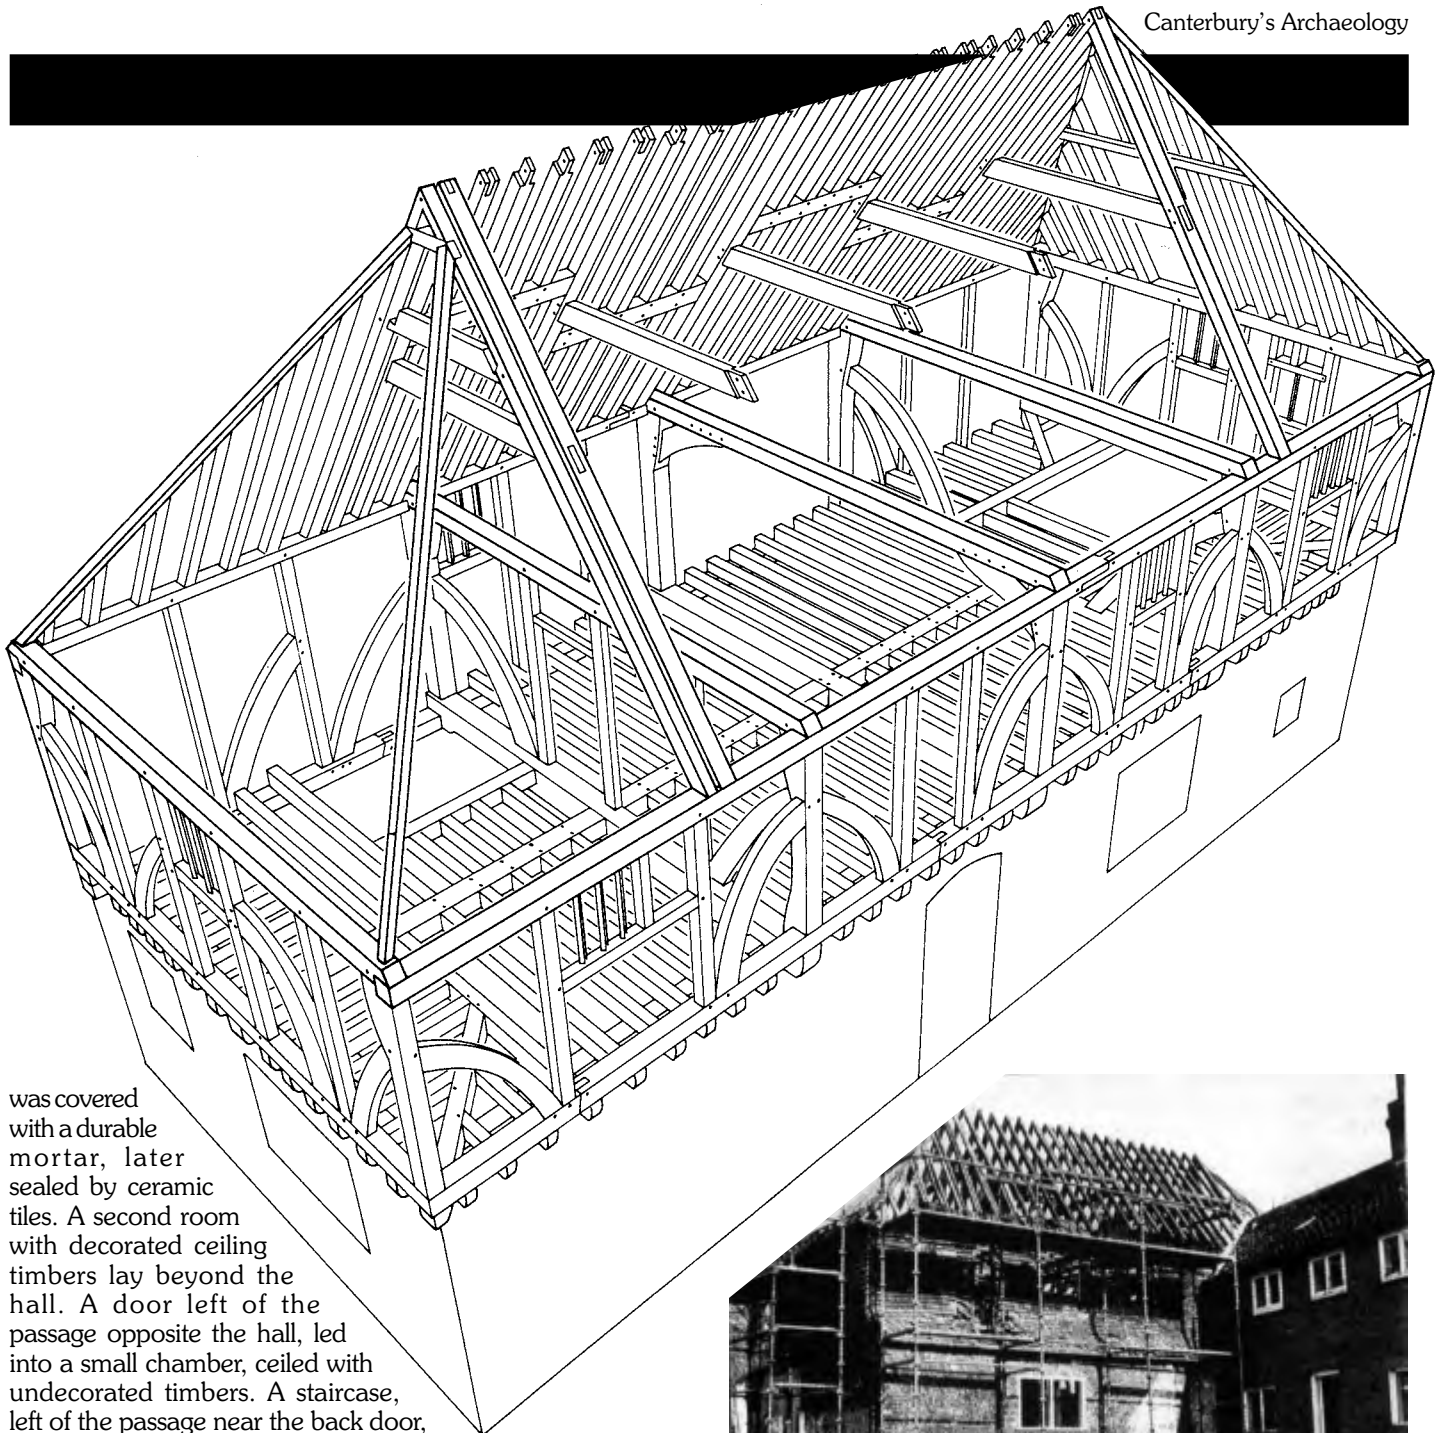 Canterbury's Archaeology
was covered
with a durable
mortar, later
sealed by ceramic
tiles. A second room
with decorated ceiling
timbers lay beyond the
hall. A door left of the
passage opposite the hall, led
into a small chamber, ceiled with
undecorated timbers. A staircase,
left of the passage near the back door,